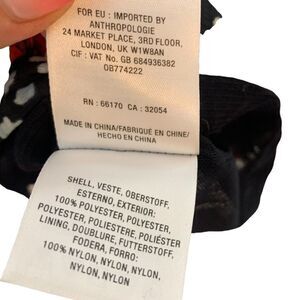 FOR EU : IMPORTED BY
ANTHROPOLOGIE
24 MARKET PLACE, 3RD FLOOR,
LONDON, UK W1W8AN
CIF : VAT No. GB 684936382
OB774222
RN : 66170 CA : 32054
MADE IN CHINA/FABRIQUÉ EN CHINE/
HECHO EN CHINA
SHELL, VESTE, OBERSTOFF,
ESTERNO, EXTERIOR:
100% POLYESTER, POLYESTER,
POLYESTER, POLIESTERE, POLIÉSTER
LINING, DOUBLURE, FUTTERSTOFF,
FODERA, FORRO:
100% NYLON, NYLON, NYLON,
NYLON, NYLON